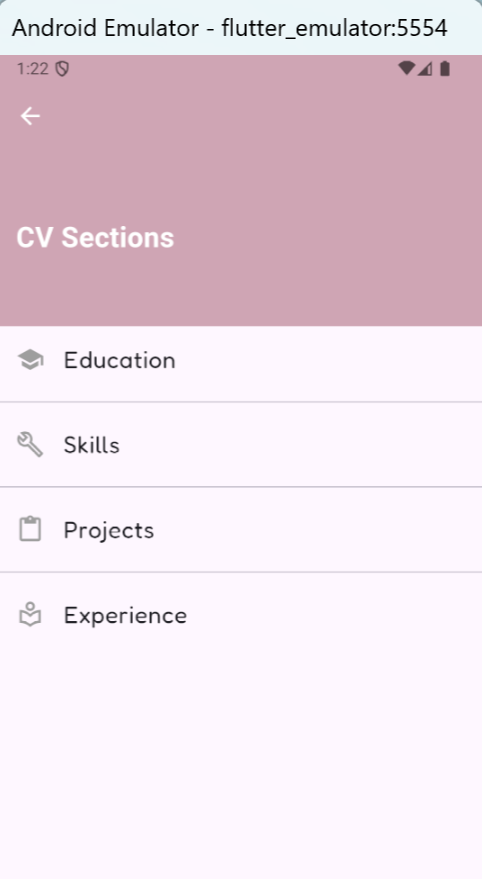 Android Emulator - flutter_emulator:5554
1:22
CV Sections
Education
Skills
Projects
Experience